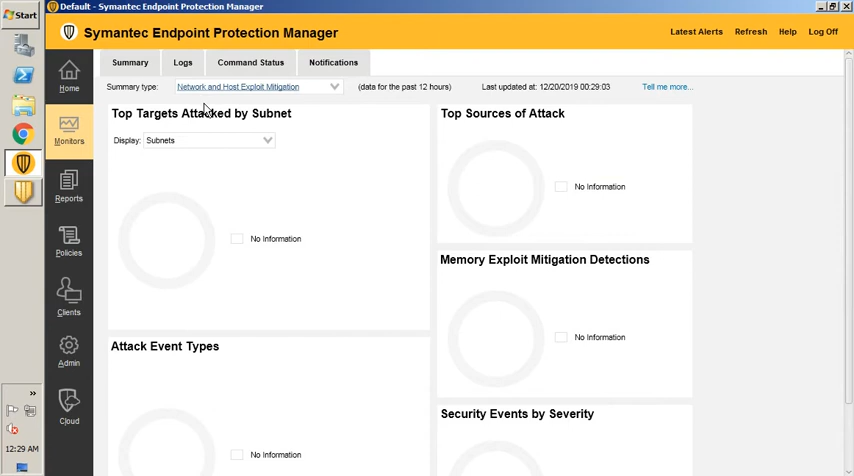 Start
Default - Symantec Endpoint Protection Manager
Symantec Endpoint Protection Manager
Latest Alerts
Refresh
Help
Log Off
Summary
Logs
Command Status
Notifications
Home
Monitors
Reports
Policies
Clients
Admin
Cloud
Summary type:
Network and Host Exploit Mitigation
(data for the past 12 hours)
Last updated at: 12/20/2019 00:29:03
Tell me more...
Top Targets Attacked by Subnet
Display:
Subnets
No Information
Top Sources of Attack
No Information
Memory Exploit Mitigation Detections
No Information
Attack Event Types
No Information
Security Events by Severity
»
12:29 AM